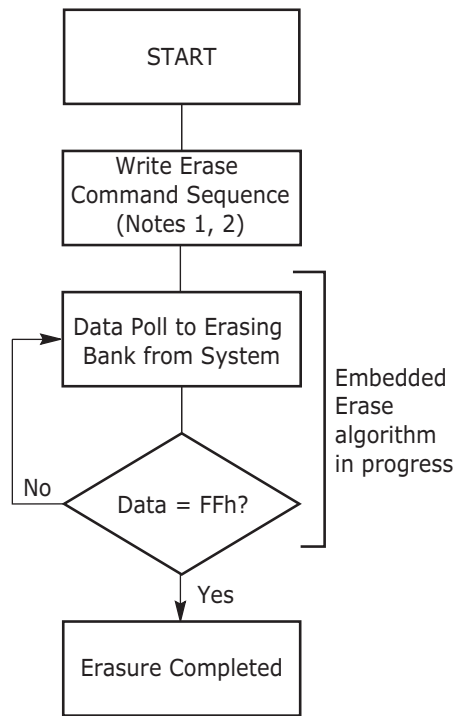 START
Write Erase
Command Sequence
(Notes 1, 2)
Data Poll to Erasing
Bank from System
Embedded
Erase
algorithm
in progress
No
Data = FFh?
Yes
Erasure Completed